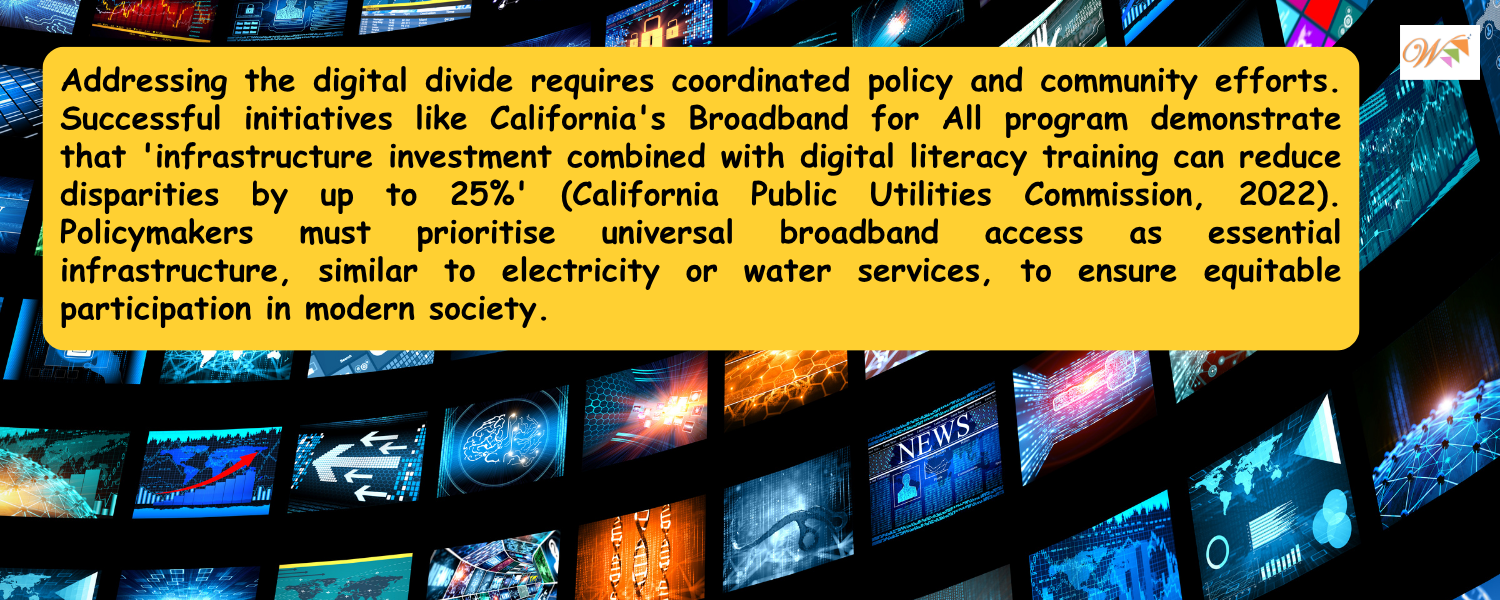 Addressing the digital divide requires coordinated policy and community efforts.
Successful initiatives like California's Broadband for All program demonstrate
that 'infrastructure investment combined with digital literacy training can reduce
disparities by up to 25%' (California Public Utilities Commission, 2022).
Policymakers must prioritise universal broadband access as essential
infrastructure, similar to electricity or water services, to ensure equitable
participation in modern society.
W
NEWS